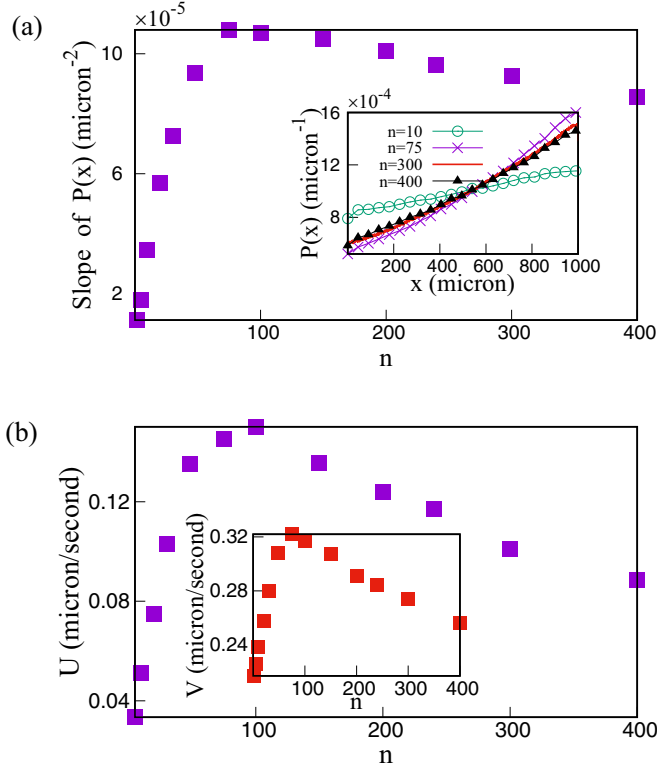 (a)
×10⁻⁵
Slope of P(x) (micron⁻²)
10
6
2
100
200
300
400
n
×10⁻⁴
P(x) (micron⁻¹)
16
12
8
n=10
n=75
n=300
n=400
200
400
600
800
1000
x (micron)
(b)
U (micron/second)
0.12
0.08
0.04
100
200
300
400
n
V (micron/second)
0.32
0.28
0.24
100
200
300
400
n